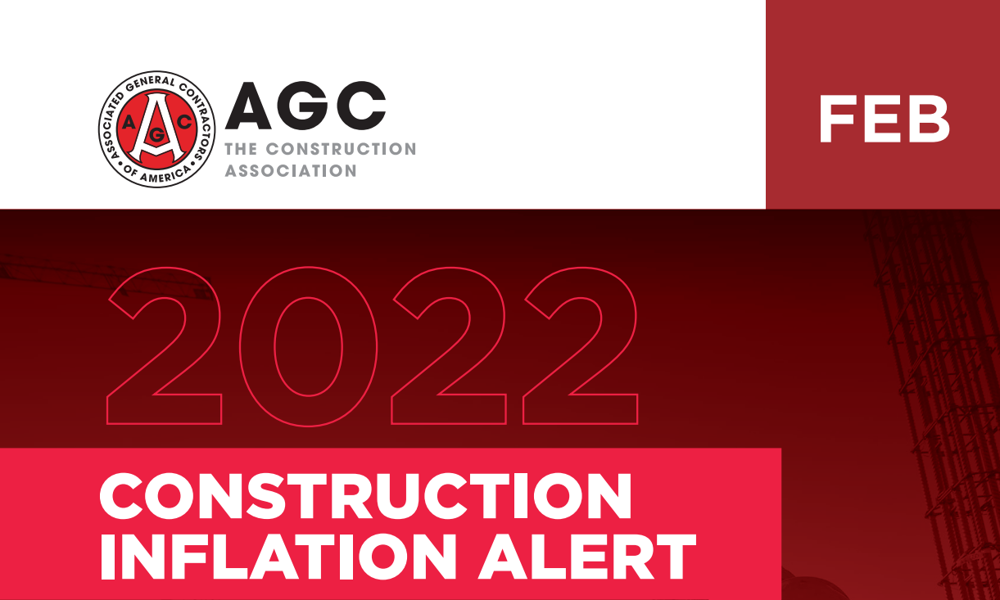 ASSOCIATED GENERAL CONTRACTORS
• OF AMERICA •
A G C
AGC
THE CONSTRUCTION
ASSOCIATION
FEB
2022
CONSTRUCTION
INFLATION ALERT